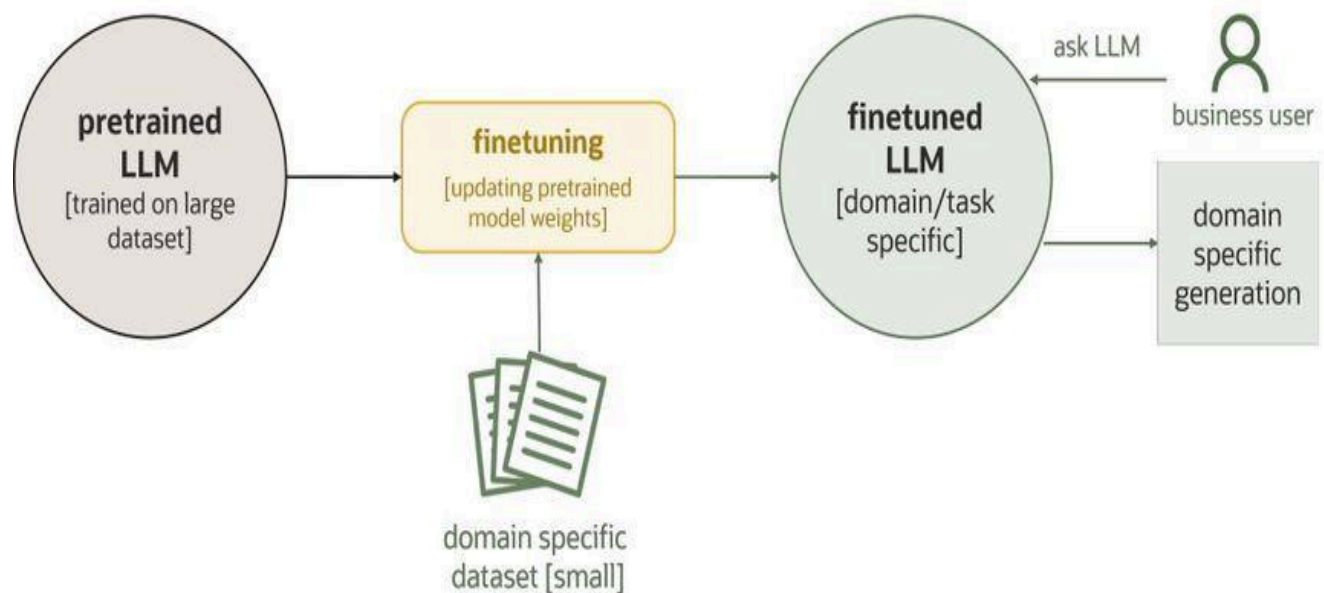 pretrained
LLM
[trained on large
dataset]
finetuning
[updating pretrained
model weights]
domain specific
dataset [small]
finetuned
LLM
[domain/task
specific]
ask LLM
business user
domain
specific
generation